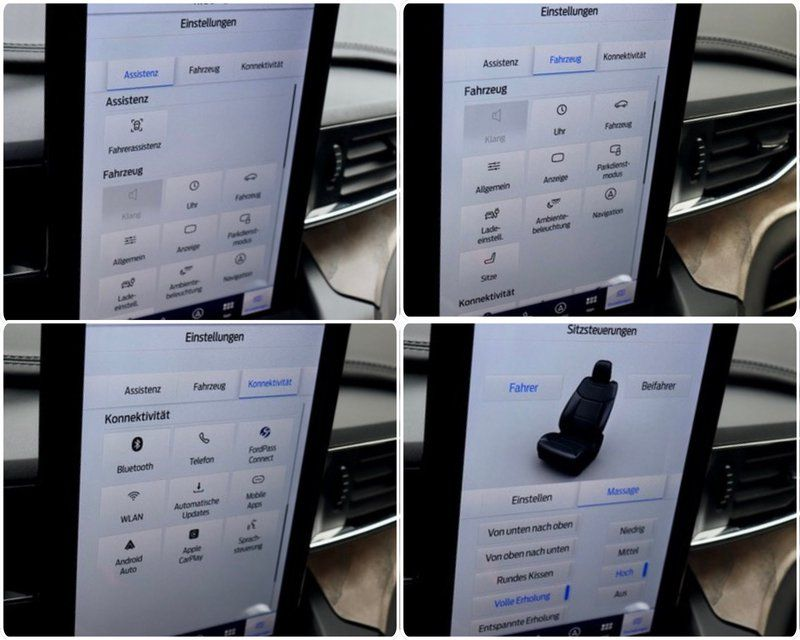 Einstellungen
Assistenz Fahrzeug Konnektivität
Assistenz
Fahrerassistenz
Fahrzeug
Klang Uhr Fahrzeug
Allgemein Anzeige Parkdienst-
modus
Lade-
einstell. Ambiente-
beleuchtung Navigation
Einstellungen
Assistenz Fahrzeug Konnektivität
Fahrzeug
Klang Uhr Fahrzeug
Allgemein Anzeige Parkdienst-
modus
Lade-
einstell. Ambiente-
beleuchtung Navigation
Sitze
Konnektivität
Einstellungen
Assistenz Fahrzeug Konnektivität
Konnektivität
Bluetooth Telefon FordPass
Connect
WLAN Automatische
Updates Mobile
Apps
Android
Auto Apple
CarPlay Sprach-
steuerung
Sitzsteuerungen
Fahrer Beifahrer
Einstellen Massage
Von unten nach oben Niedrig
Von oben nach unten Mittel
Rundes Kissen Hoch
Volle Erholung Aus
Entspannte Erholung